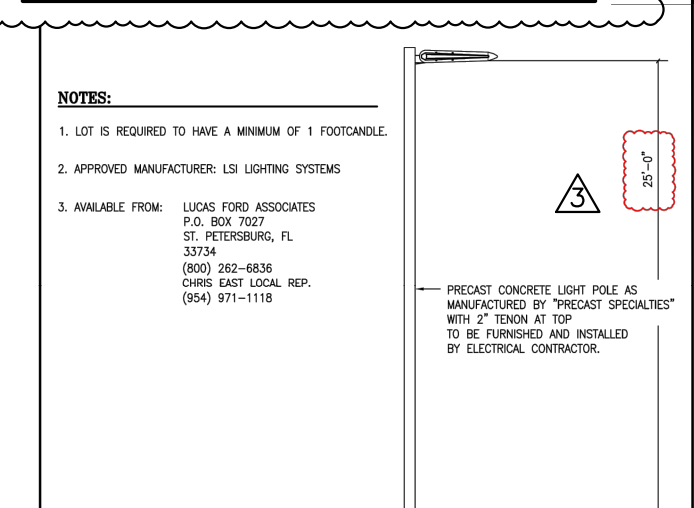 NOTES:
1. LOT IS REQUIRED TO HAVE A MINIMUM OF 1 FOOTCANDLE.
2. APPROVED MANUFACTURER: LSI LIGHTING SYSTEMS
3. AVAILABLE FROM: LUCAS FORD ASSOCIATES
P.O. BOX 7027
ST. PETERSBURG, FL
33734
(800) 262-6836
CHRIS EAST LOCAL REP.
(954) 971-1118
25'-0"
3
PRECAST CONCRETE LIGHT POLE AS
MANUFACTURED BY "PRECAST SPECIALTIES"
WITH 2" TENON AT TOP
TO BE FURNISHED AND INSTALLED
BY ELECTRICAL CONTRACTOR.